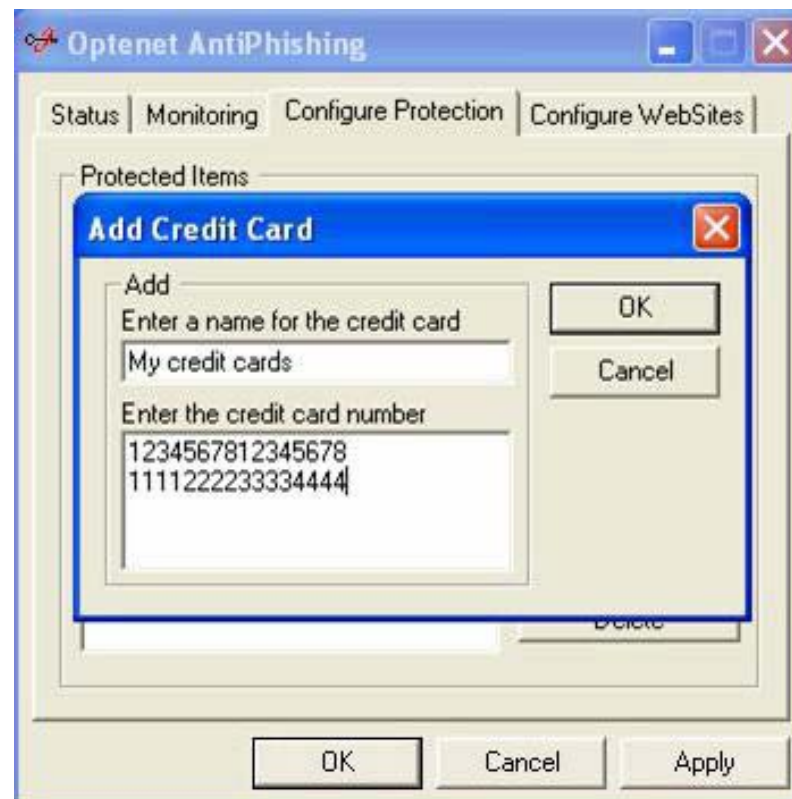 Optenet AntiPhishing
Status Monitoring Configure Protection Configure WebSites
Protected Items
Add Credit Card
Add
Enter a name for the credit card
My credit cards
Enter the credit card number
1234567812345678
1111222233334444
OK
Cancel
Delete
OK Cancel Apply